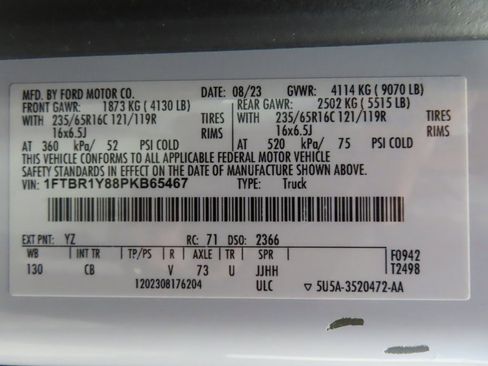 MFD. BY FORD MOTOR CO. DATE: 08/23 GVWR: 4114 KG ( 9070 LB)
FRONT GAWR: 1873 KG ( 4130 LB) REAR GAWR: 2502 KG ( 5515 LB)
WITH 235/65R16C 121/119R TIRES WITH 235/65R16C 121/119R TIRES
16x6.5J RIMS 16x6.5J RIMS
AT 360 kPa/ 52 PSI COLD AT 520 kPa/ 75 PSI COLD
THIS VEHICLE CONFORMS TO ALL APPLICABLE FEDERAL MOTOR VEHICLE
SAFETY STANDARDS IN EFFECT ON THE DATE OF MANUFACTURE SHOWN ABOVE.
VIN: 1FTBR1Y88PKB65467 TYPE: Truck
EXT PNT: YZ RC: 71 DSO: 2366
WB INT TR TP/PS R AXLE TR SPR F0942
130 CB V 73 U JJHH T2498
1202308176204 ULC ▽ 5U5A-3520472-AA